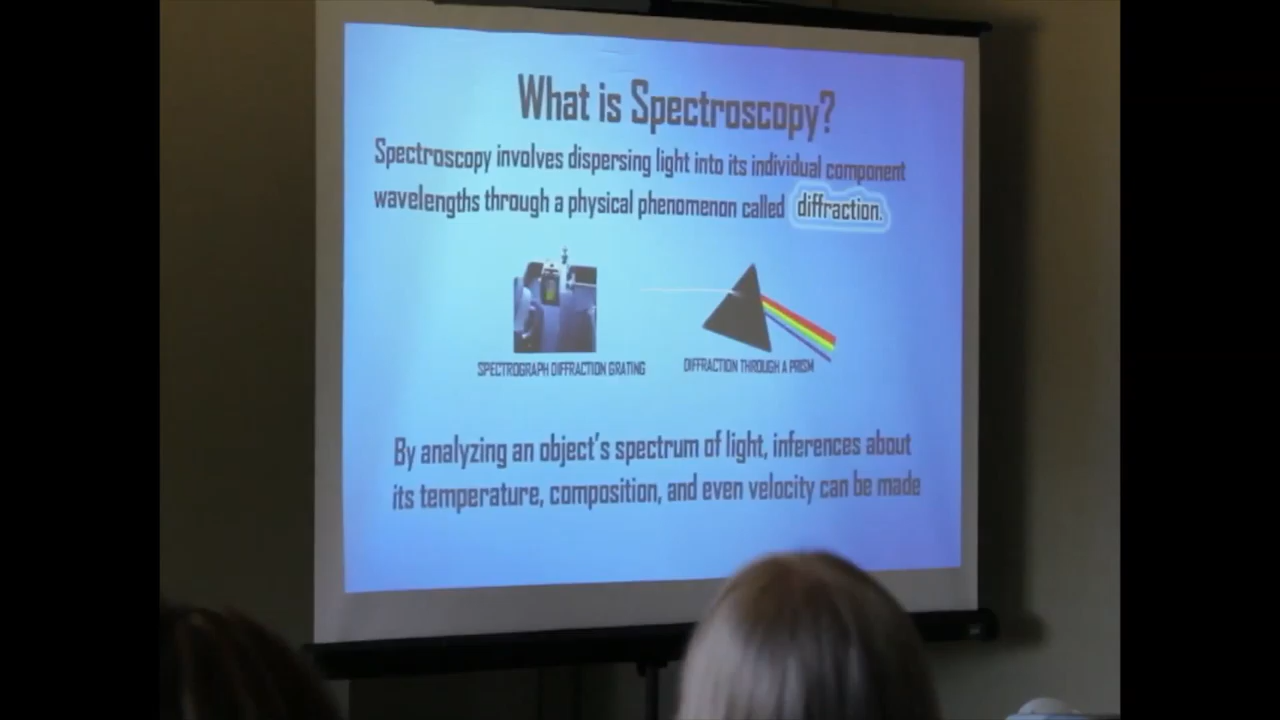 What is Spectroscopy?
Spectroscopy involves dispersing light into its individual component
wavelengths through a physical phenomenon called diffraction.
SPECTROGRAPH DIFFRACTION GRATING
DIFFRACTION THROUGH A PRISM
By analyzing an object's spectrum of light, inferences about
its temperature, composition, and even velocity can be made